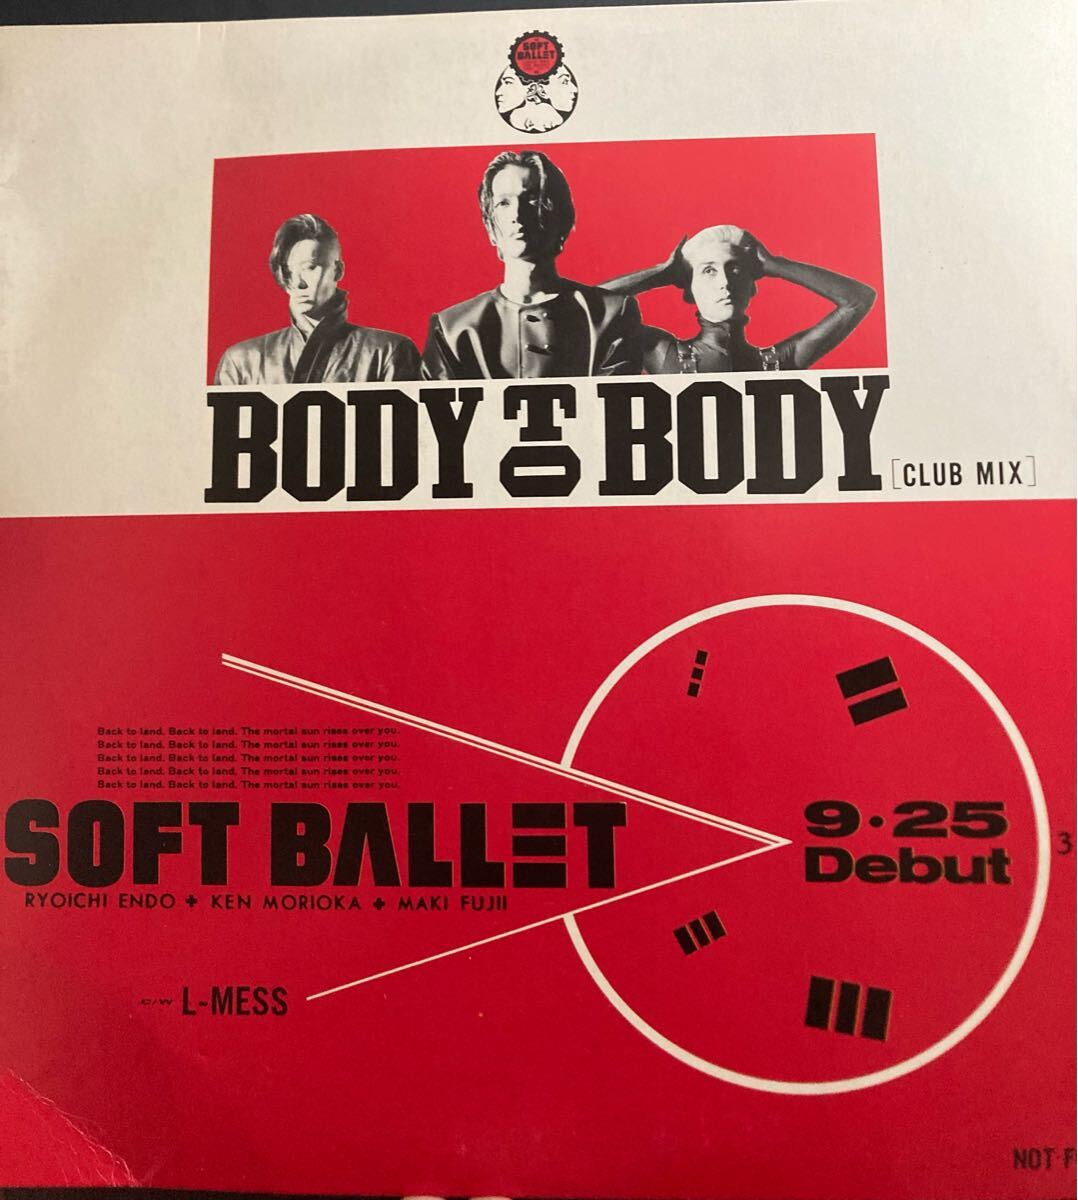 SOFT
BALLET
BODY TO BODY [CLUB MIX]
Back to land. Back to land. The mortal sun rises over you.
Back to land. Back to land. The mortal sun rises over you.
Back to land. Back to land. The mortal sun rises over you.
Back to land. Back to land. The mortal sun rises over you.
Back to land. Back to land. The mortal sun rises over you.
SOFT BALLET
RYOICHI ENDO + KEN MORIOKA + MAKI FUJII
9·25
Debut
3
c/w L-MESS
NOT